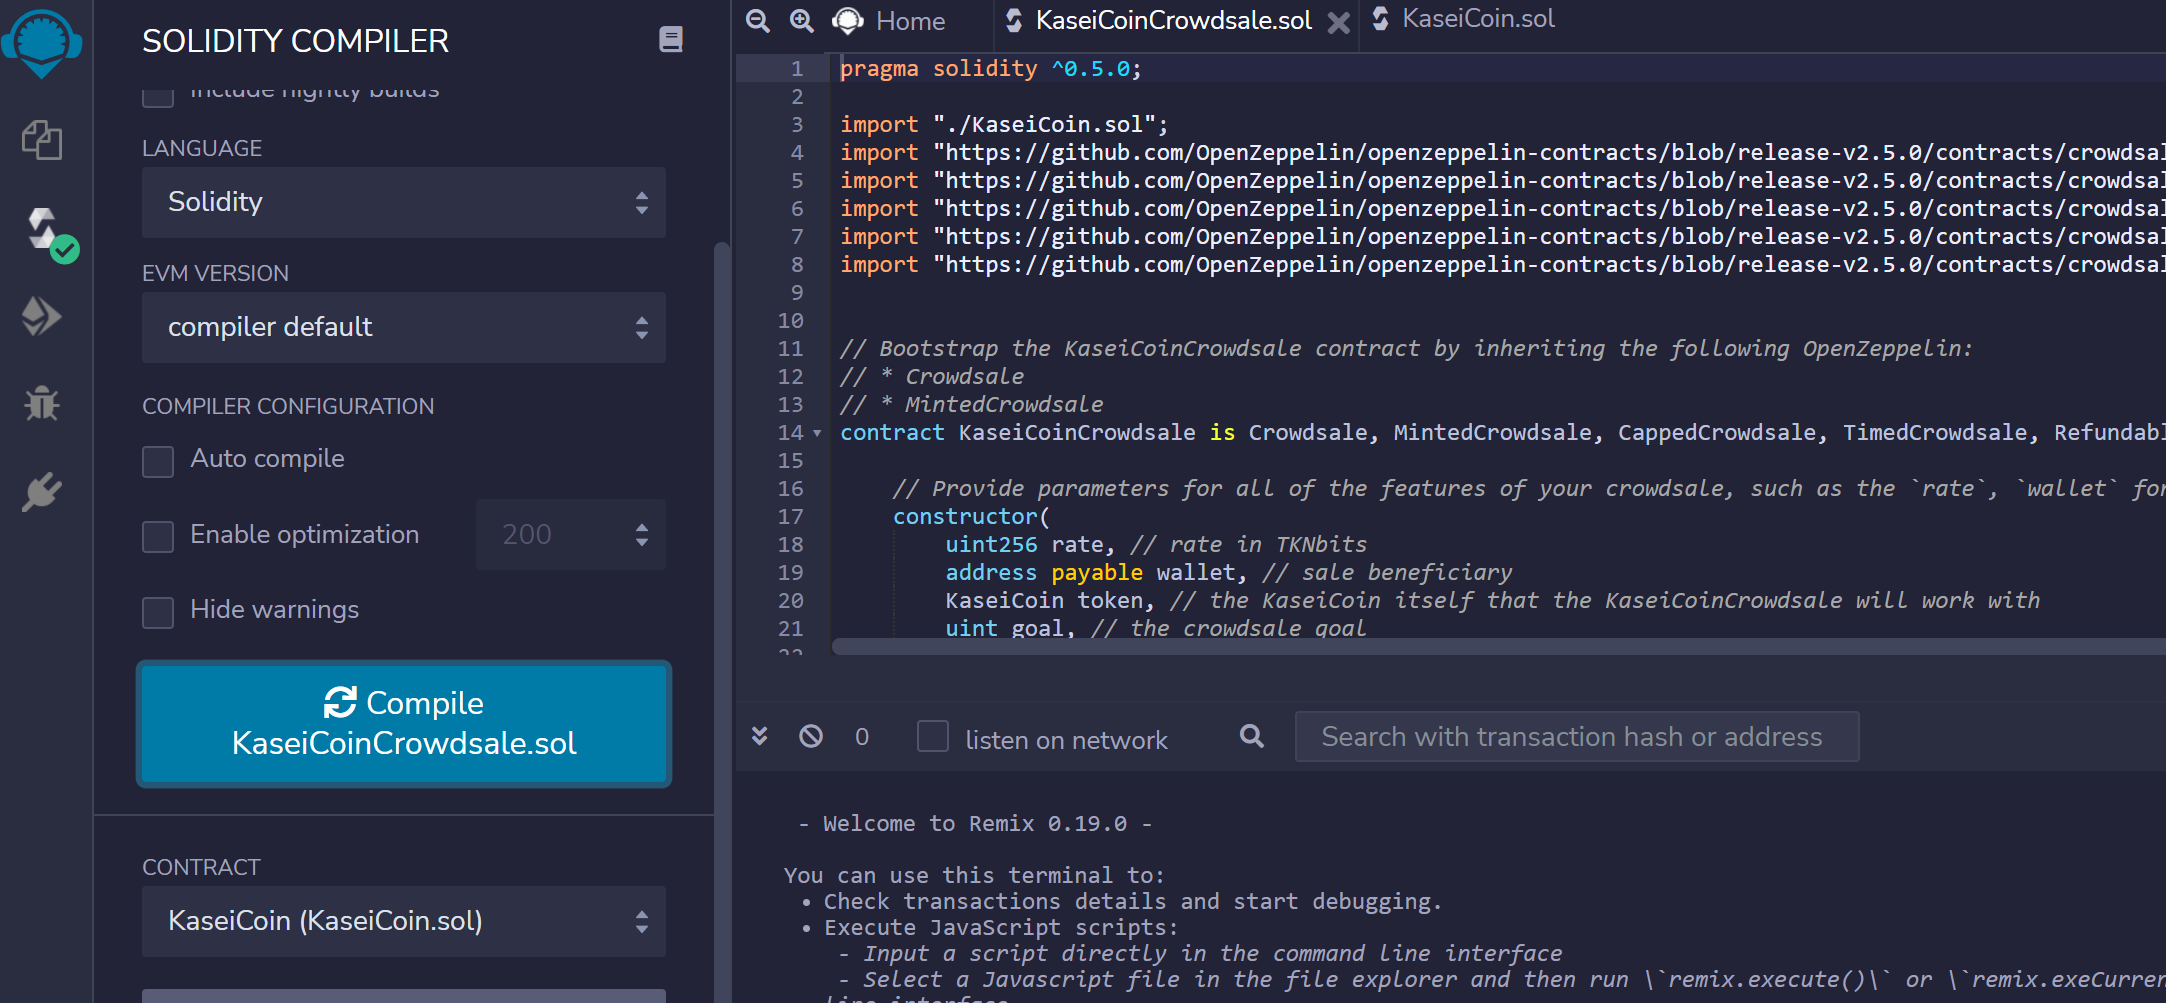 SOLIDITY COMPILER
Include nightly builds
LANGUAGE
Solidity
EVM VERSION
compiler default
COMPILER CONFIGURATION
Auto compile
Enable optimization
200
Hide warnings
Compile
KaseiCoinCrowdsale.sol
CONTRACT
KaseiCoin (KaseiCoin.sol)
Home
KaseiCoinCrowdsale.sol
KaseiCoin.sol
1 pragma solidity ^0.5.0;
2
3 import "./KaseiCoin.sol";
4 import "https://github.com/OpenZeppelin/openzeppelin-contracts/blob/release-v2.5.0/contracts/crowdsal
5 import "https://github.com/OpenZeppelin/openzeppelin-contracts/blob/release-v2.5.0/contracts/crowdsal
6 import "https://github.com/OpenZeppelin/openzeppelin-contracts/blob/release-v2.5.0/contracts/crowdsal
7 import "https://github.com/OpenZeppelin/openzeppelin-contracts/blob/release-v2.5.0/contracts/crowdsal
8 import "https://github.com/OpenZeppelin/openzeppelin-contracts/blob/release-v2.5.0/contracts/crowdsal
9
10
11 // Bootstrap the KaseiCoinCrowdsale contract by inheriting the following OpenZeppelin:
12 // * Crowdsale
13 // * MintedCrowdsale
14 contract KaseiCoinCrowdsale is Crowdsale, MintedCrowdsale, CappedCrowdsale, TimedCrowdsale, Refundabl
15
16 // Provide parameters for all of the features of your crowdsale, such as the `rate`, `wallet` for
17 constructor(
18 uint256 rate, // rate in TKNbits
19 address payable wallet, // sale beneficiary
20 KaseiCoin token, // the KaseiCoin itself that the KaseiCoinCrowdsale will work with
21 uint goal, // the crowdsale goal
22
0
listen on network
Search with transaction hash or address
- Welcome to Remix 0.19.0 -
You can use this terminal to:
• Check transactions details and start debugging.
• Execute JavaScript scripts:
- Input a script directly in the command line interface
- Select a Javascript file in the file explorer and then run \`remix.execute()\` or \`remix.exeCurren
line interface